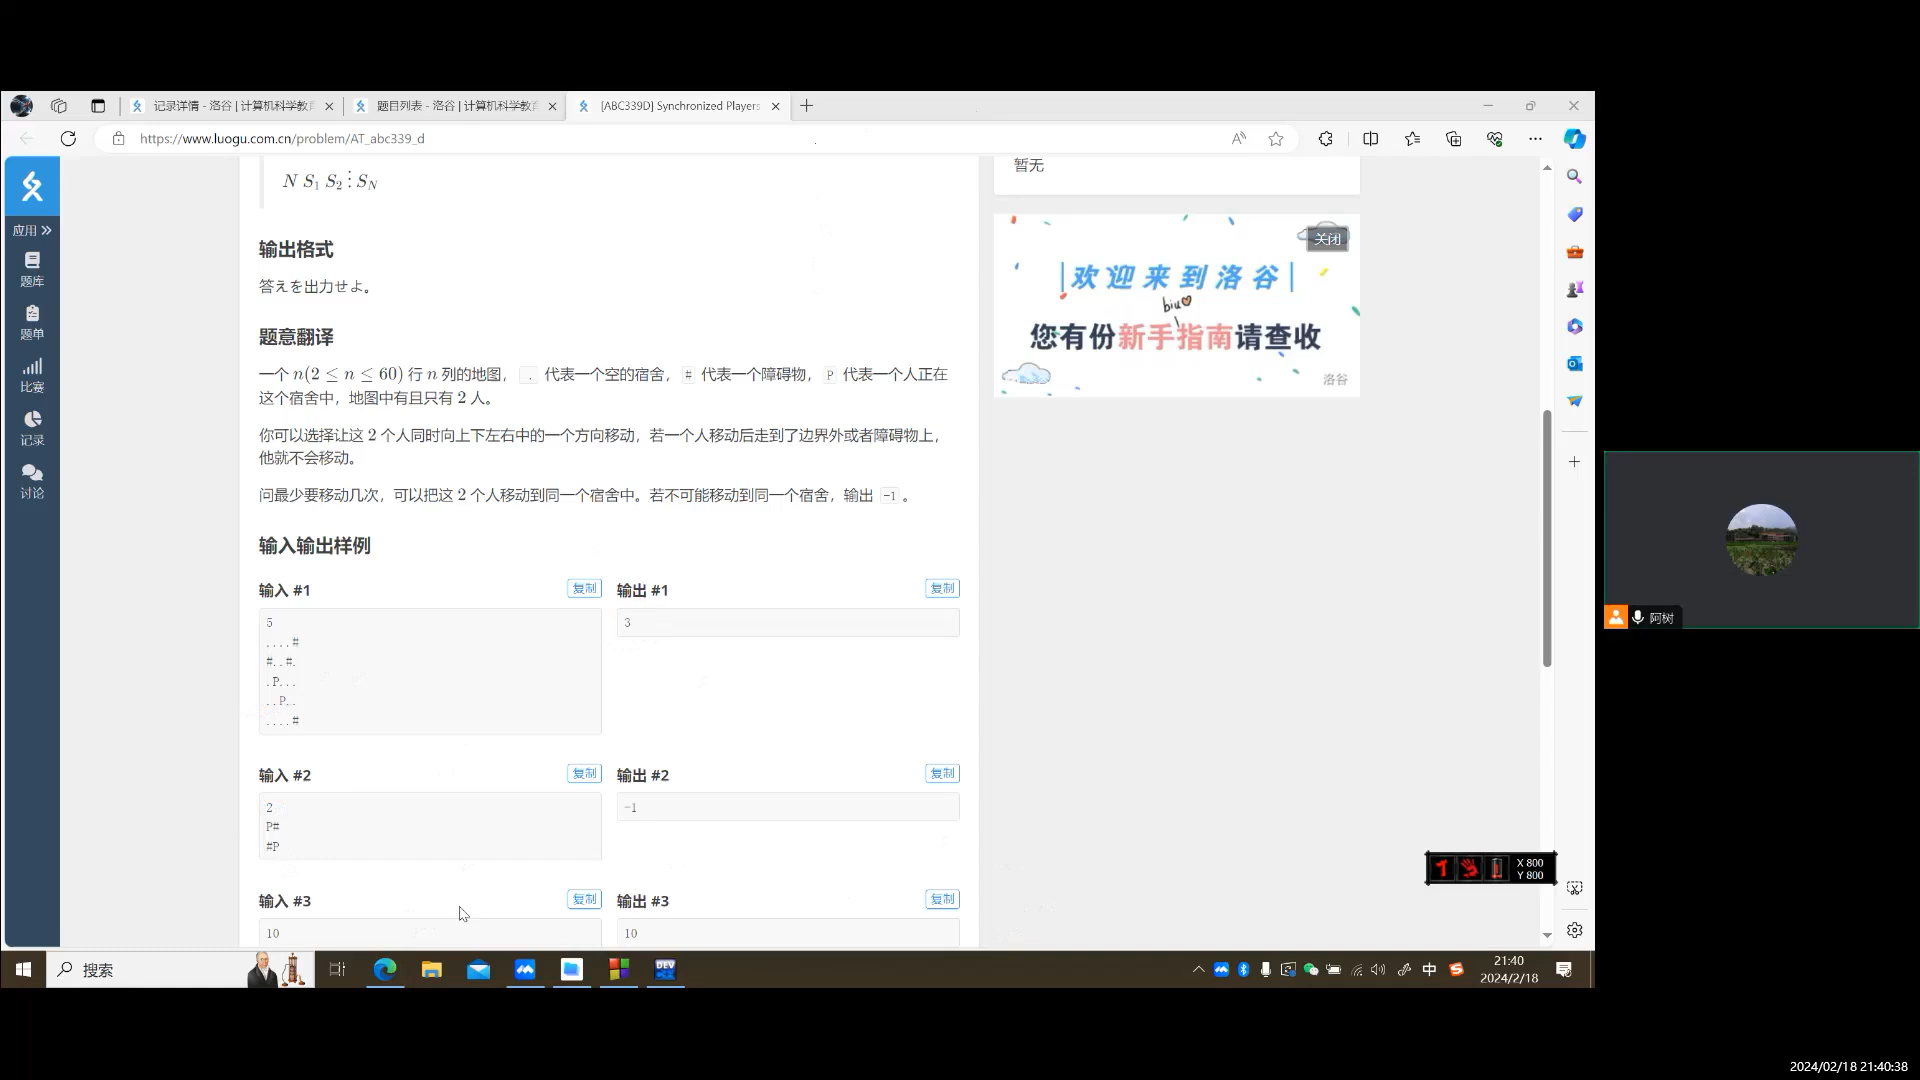 记录详情 - 洛谷 | 计算机科学教育
题目列表 - 洛谷 | 计算机科学教育
[ABC339D] Synchronized Players
https://www.luogu.com.cn/problem/AT_abc339_d
应用
题库
题单
比赛
记录
讨论
N S₁ S₂ ⋮ S_N
输出格式
答えを出力せよ。
题意翻译
一个 n(2 ≤ n ≤ 60) 行 n 列的地图， . 代表一个空的宿舍， # 代表一个障碍物， P 代表一个人正在
这个宿舍中，地图中有且只有 2 人。
你可以选择让这 2 个人同时向上下左右中的一个方向移动，若一个人移动后走到了边界外或者障碍物上，
他就不会移动。
问最少要移动几次，可以把这 2 个人移动到同一个宿舍中。若不可能移动到同一个宿舍，输出 -1 。
输入输出样例
输入 #1
复制
输出 #1
复制
5
....#
#..#.
.P...
..P..
....#
3
输入 #2
复制
输出 #2
复制
2
P#
#P
-1
输入 #3
复制
输出 #3
复制
10
10
暂无
关闭
欢迎来到洛谷
biu
您有份新手指南请查收
洛谷
X 800
Y 800
阿树
搜索
DEV
中
21:40
2024/2/18
2024/02/18 21:40:38